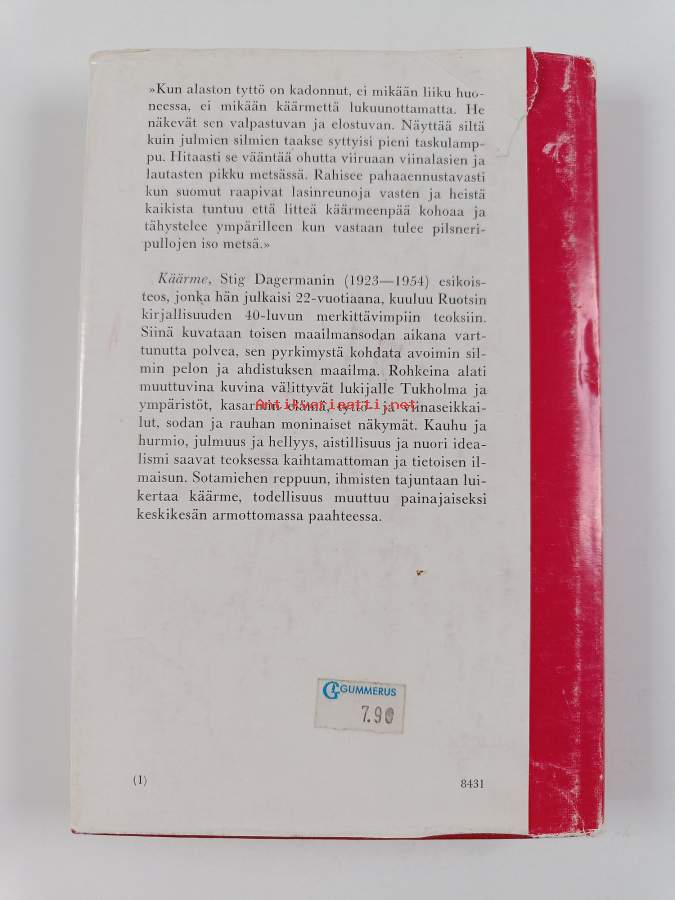 »Kun alaston tyttö on kadonnut, ei mikään liiku huo-
neessa, ei mikään käärmettä lukuunottamatta. He
näkevät sen valpastuvan ja elostuvan. Näyttää siltä
kuin julmien silmien taakse syttyisi pieni taskulamp-
pu. Hitaasti se vääntää ohutta viiruaan viinalasien ja
lautasten pikku metsässä. Rahisee pahaaennustavasti
kun suomut raapivat lasinreunoja vasten ja heistä
kaikista tuntuu että litteä käärmeenpää kohoaa ja
tähystelee ympärilleen kun vastaan tulee pilsneri-
pullojen iso metsä.»
Käärme, Stig Dagermanin (1923—1954) esikois-
teos, jonka hän julkaisi 22-vuotiaana, kuuluu Ruotsin
kirjallisuuden 40-luvun merkittävimpiin teoksiin.
Siinä kuvataan toisen maailmansodan aikana vart-
tunutta polvea, sen pyrkimystä kohdata avoimin sil-
min pelon ja ahdistuksen maailma. Rohkeina alati
muuttuvina kuvina välittyvät lukijalle Tukholma ja
ympäristöt, kasarmin elämä, tyttö- ja viinaseikkai-
Antikvariaatti.net
lut, sodan ja rauhan moninaiset näkymät. Kauhu ja
hurmio, julmuus ja hellyys, aistillisuus ja nuori idea-
lismi saavat teoksessa kaihtamattoman ja tietoisen il-
maisun. Sotamiehen reppuun, ihmisten tajuntaan lui-
kertaa käärme, todellisuus muuttuu painajaiseksi
keskikesän armottomassa paahteessa.
GUMMERUS
7.90
(1) 8431